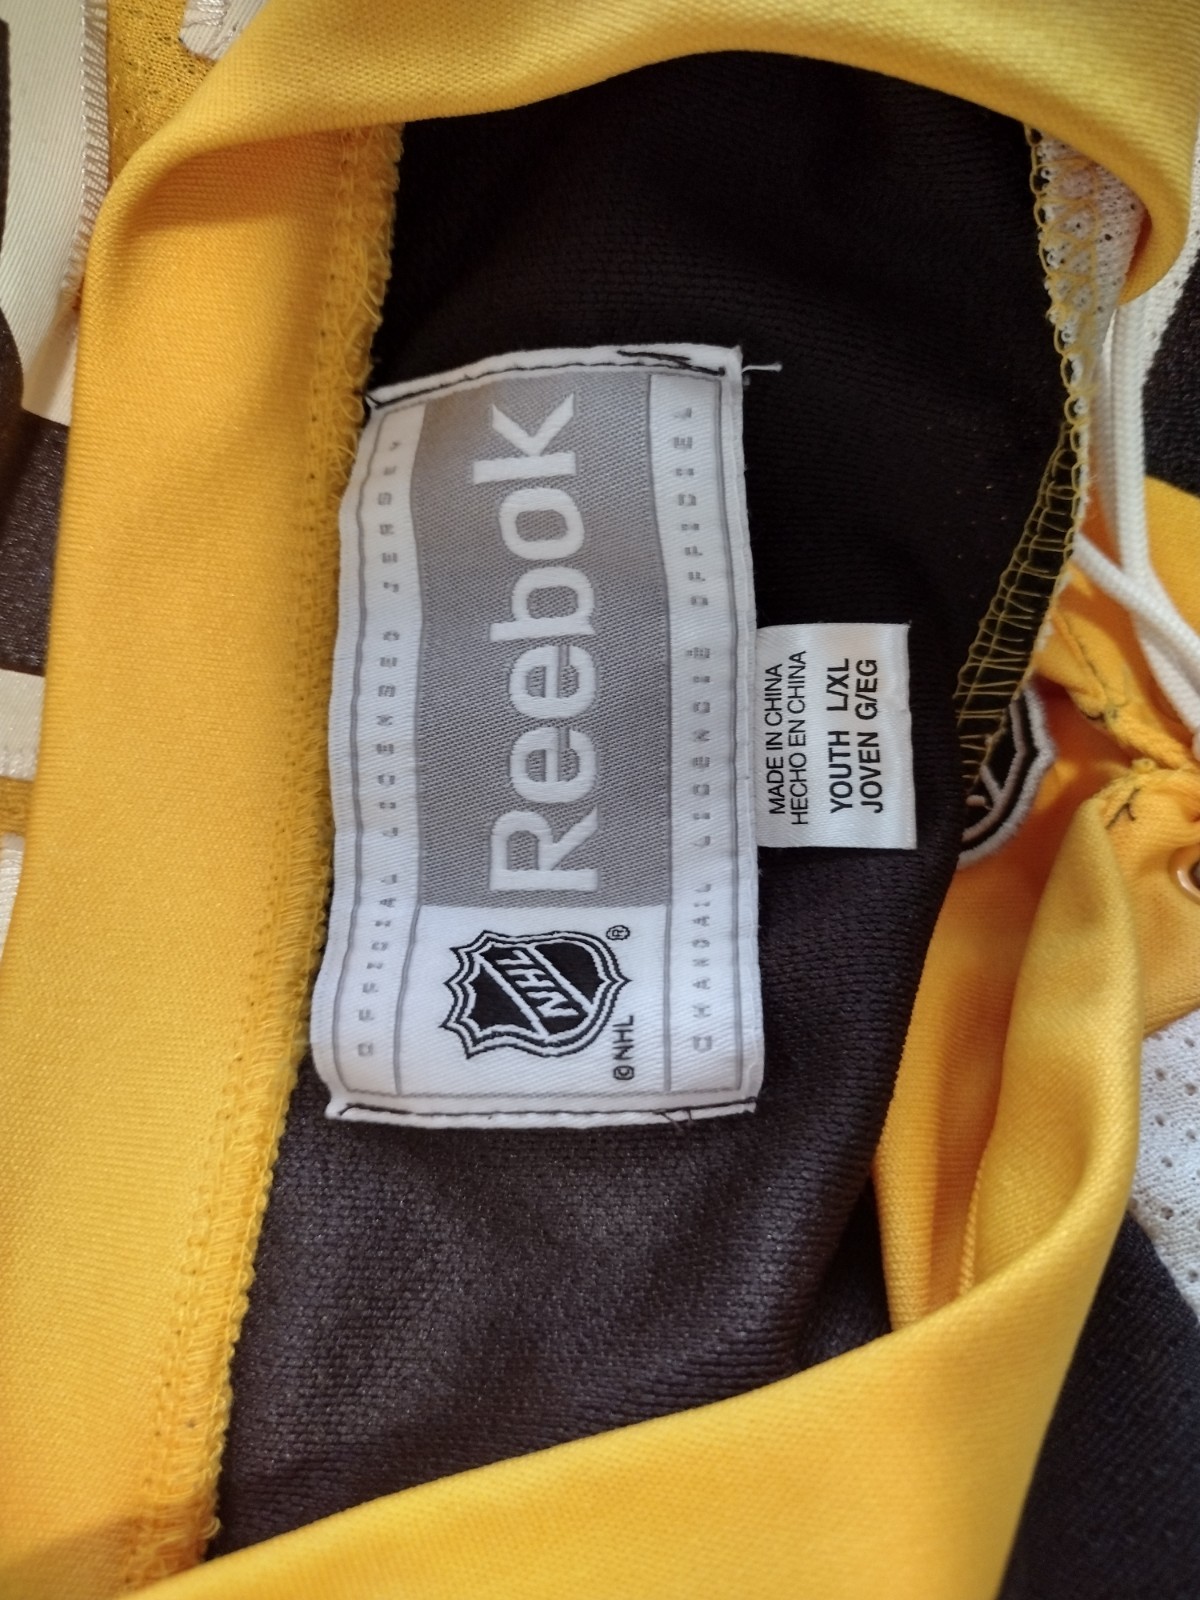 OFFICIAL LICENSED JERSEY
Reebok
NHL
®
©NHL
CHANDAIL LICENCIÉ OFFICIEL
MADE IN CHINA
HECHO EN CHINA
YOUTH L/XL
JOVEN G/EG